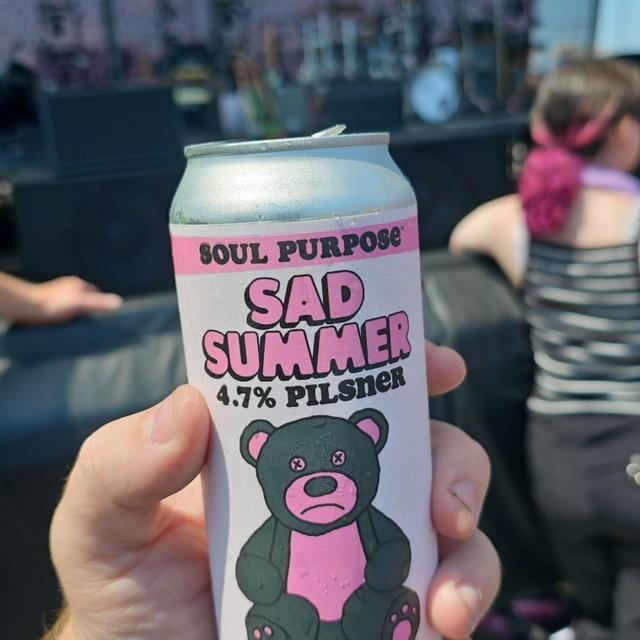 SOUL PURPOSE
SAD
SUMMER
4.7% PILSNER